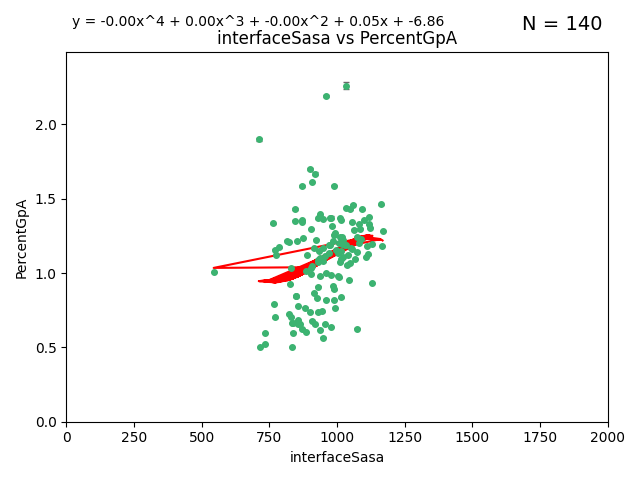 y = -0.00x^4 + 0.00x^3 + -0.00x^2 + 0.05x + -6.86
N = 140
interfaceSasa vs PercentGpA
PercentGpA
2.0
1.5
1.0
0.5
0.0
0 250 500 750 1000 1250 1500 1750 2000
interfaceSasa